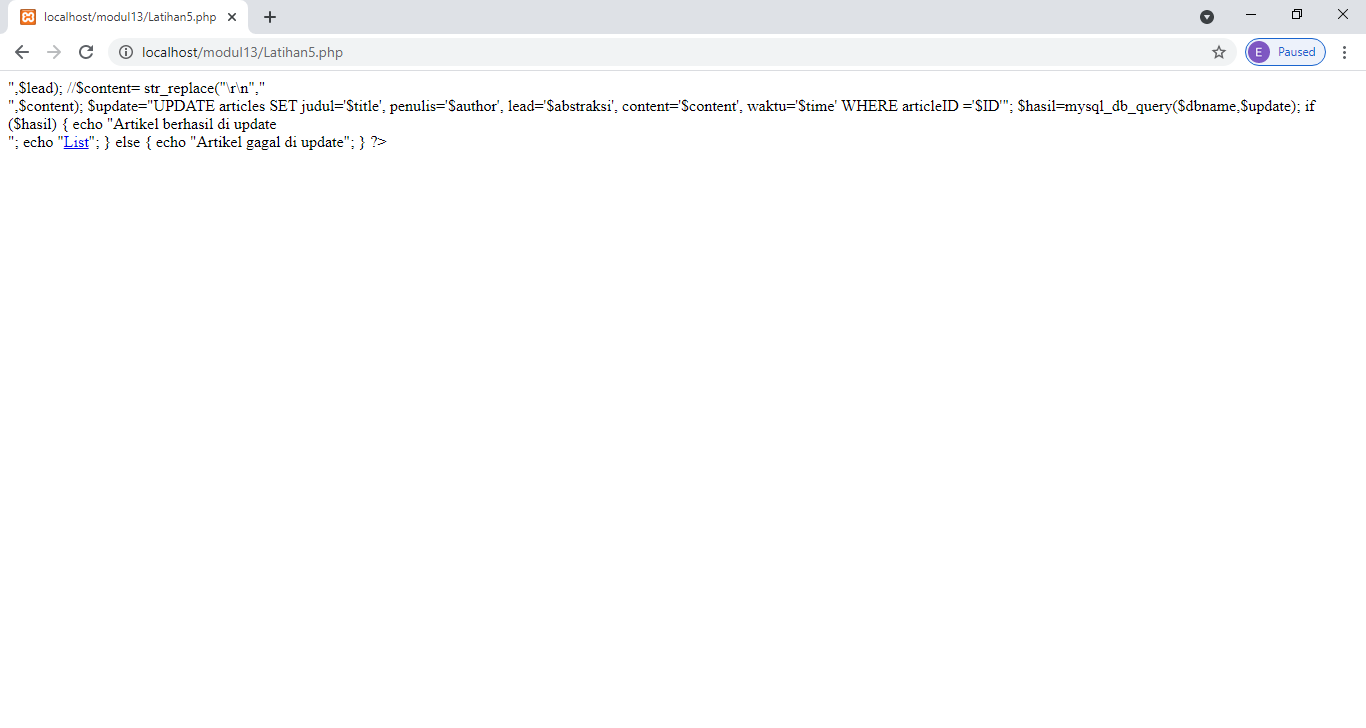 localhost/modul13/Latihan5.php
localhost/modul13/Latihan5.php
E Paused
",$lead); //$content= str_replace("\r\n","
",$content); $update="UPDATE articles SET judul='$title', penulis='$author', lead='$abstraksi', content='$content', waktu='$time' WHERE articleID ='$ID'"; $hasil=mysql_db_query($dbname,$update); if
($hasil) { echo "Artikel berhasil di update
"; echo "List"; } else { echo "Artikel gagal di update"; } ?>